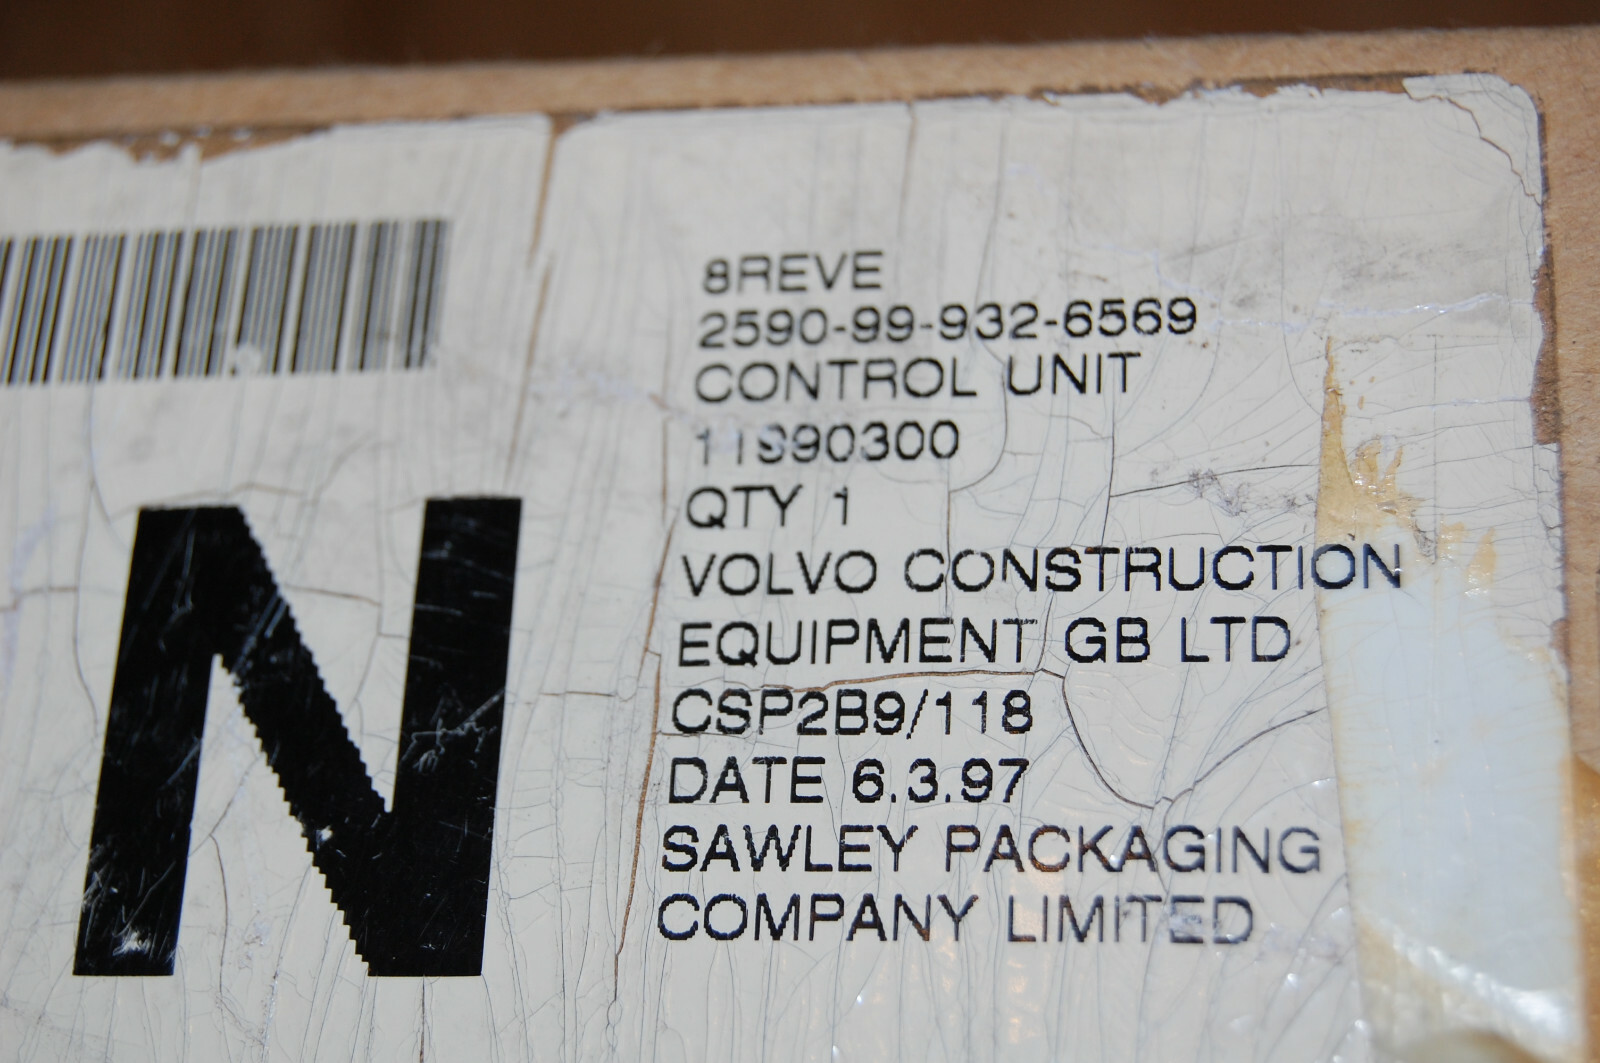 8REVE
2590-99-932-6569
CONTROL UNIT
11990300
QTY 1
VOLVO CONSTRUCTION
EQUIPMENT GB LTD
CSP2B9/118
DATE 6.3.97
SAWLEY PACKAGING
COMPANY LIMITED
N